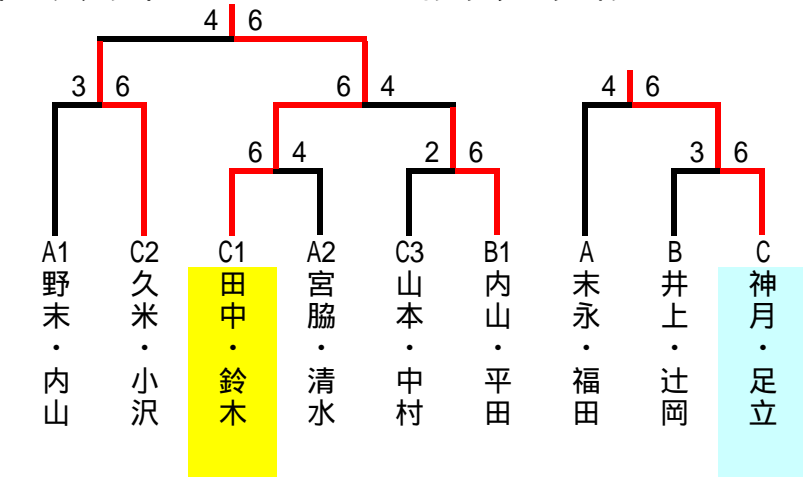 4 6
3 6
6 4
4 6
6 4
2 6
3 6
A1
野末・内山
C2
久米・小沢
C1
田中・鈴木
A2
宮脇・清水
C3
山本・中村
B1
内山・平田
A
末永・福田
B
井上・辻岡
C
神月・足立